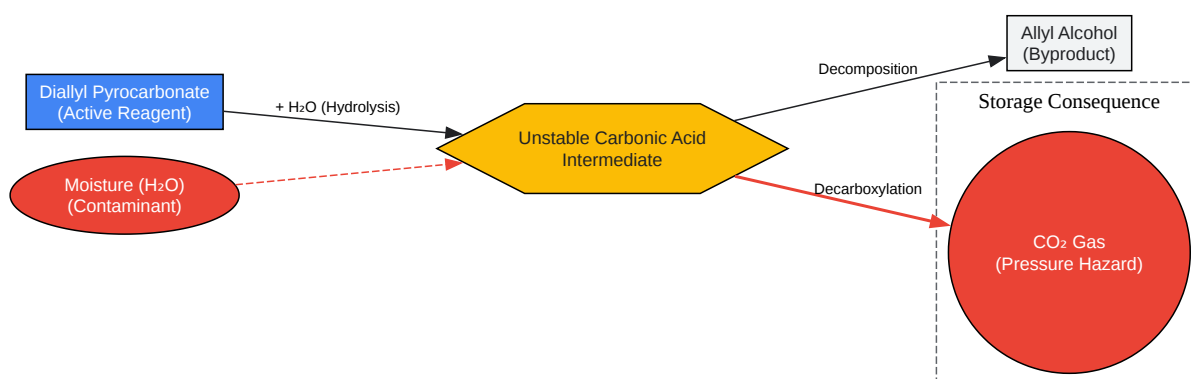 Diallyl Pyrocarbonate
(Active Reagent)
+ H₂O (Hydrolysis)
Moisture (H₂O)
(Contaminant)
Unstable Carbonic Acid
Intermediate
Decomposition
Allyl Alcohol
(Byproduct)
Decarboxylation
Storage Consequence
CO₂ Gas
(Pressure Hazard)